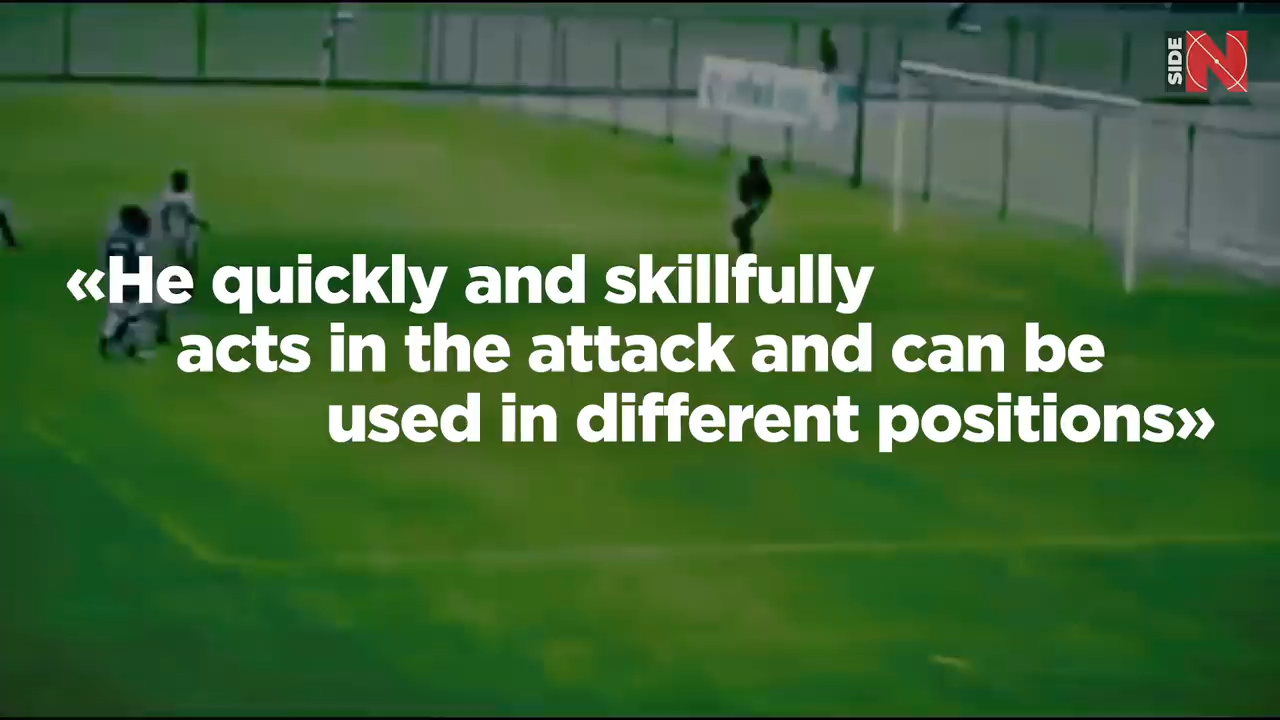 SIDE
N
«He quickly and skillfully
acts in the attack and can be
used in different positions»